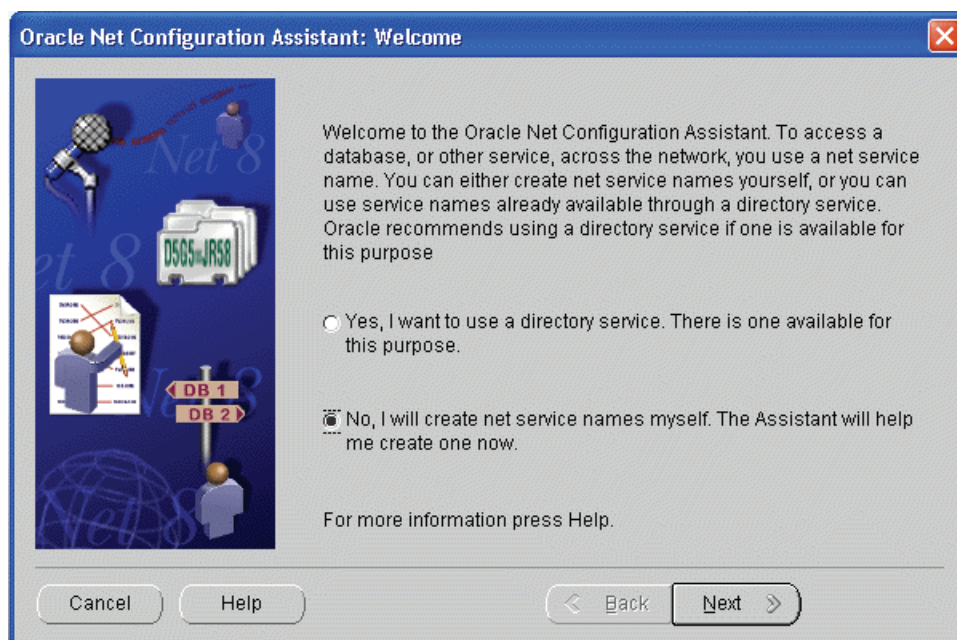 Oracle Net Configuration Assistant: Welcome
Net 8
D5G5
JR58
et 8
DB 1
DB 2
Net 8
Welcome to the Oracle Net Configuration Assistant. To access a
database, or other service, across the network, you use a net service
name. You can either create net service names yourself, or you can
use service names already available through a directory service.
Oracle recommends using a directory service if one is available for
this purpose
Yes, I want to use a directory service. There is one available for
this purpose.
No, I will create net service names myself. The Assistant will help
me create one now.
For more information press Help.
Cancel
Help
Back
Next